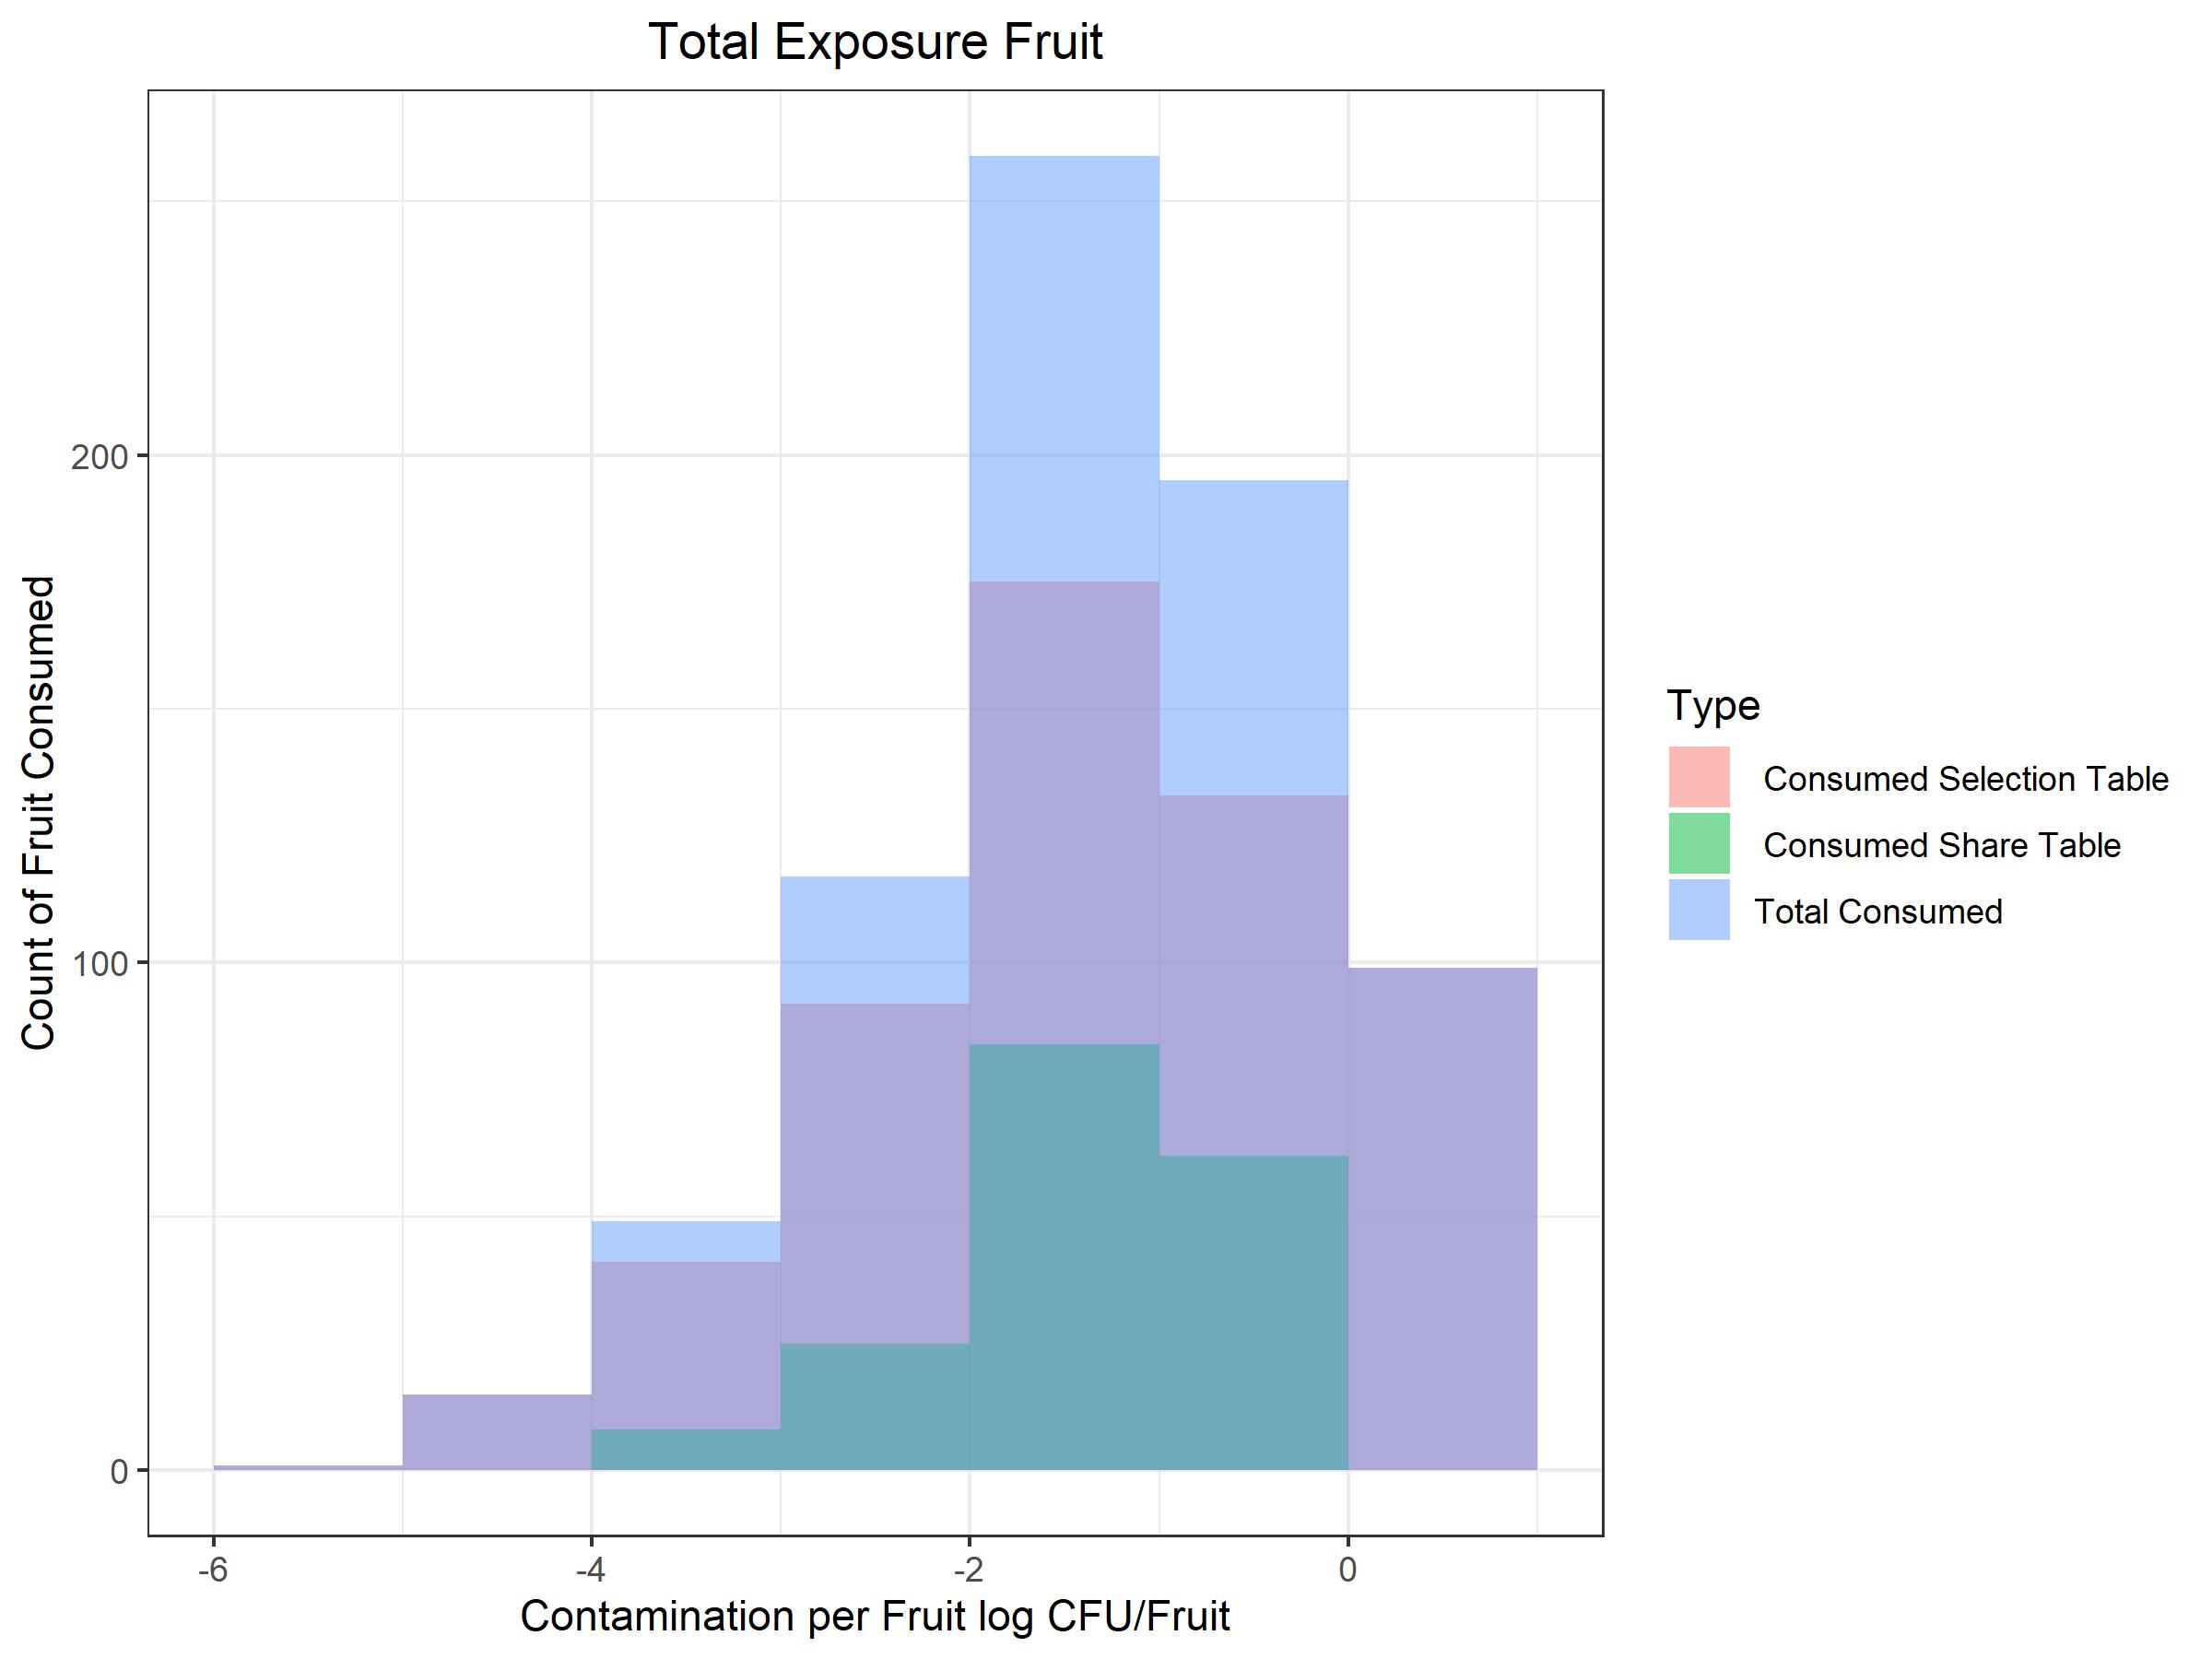 Total Exposure Fruit
Count of Fruit Consumed
200
100
0
-6
-4
-2
0
Contamination per Fruit log CFU/Fruit
Type
Consumed Selection Table
Consumed Share Table
Total Consumed